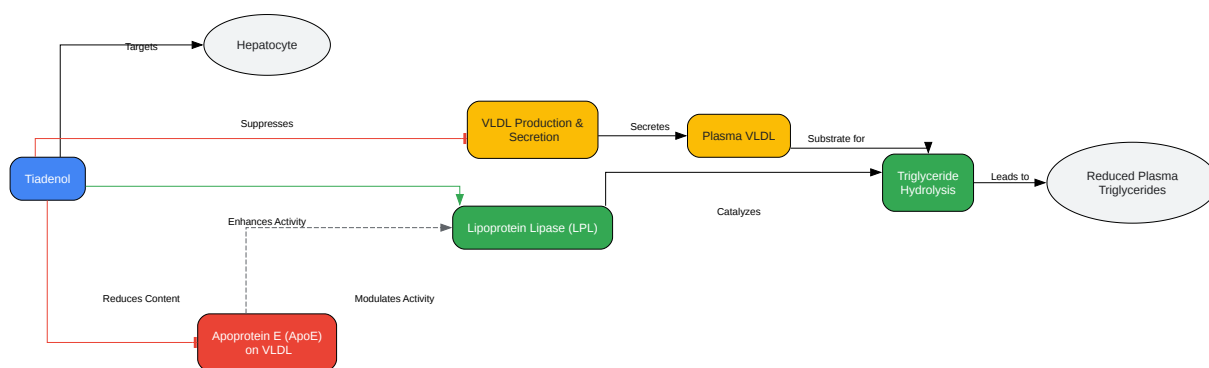 Hepatocyte
Targets
Suppresses
VLDL Production &
Secretion
Secretes
Plasma VLDL
Substrate for
Tiadenol
Triglyceride
Hydrolysis
Leads to
Reduced Plasma
Triglycerides
Enhances Activity
Lipoprotein Lipase (LPL)
Catalyzes
Reduces Content
Modulates Activity
Apoprotein E (ApoE)
on VLDL